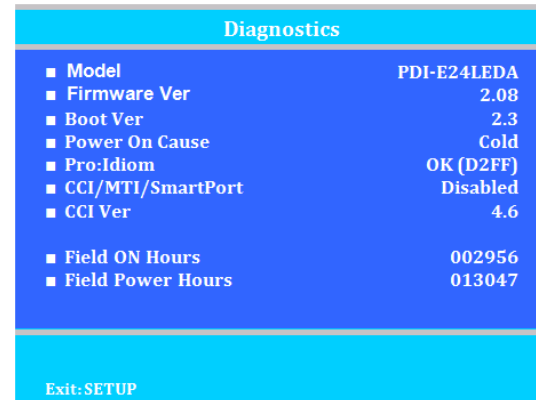 Diagnostics
Model PDI-E24LEDA
Firmware Ver 2.08
Boot Ver 2.3
Power On Cause Cold
Pro:Idiom OK (D2FF)
CCI/MTI/SmartPort Disabled
CCI Ver 4.6
Field ON Hours 002956
Field Power Hours 013047
Exit: SETUP